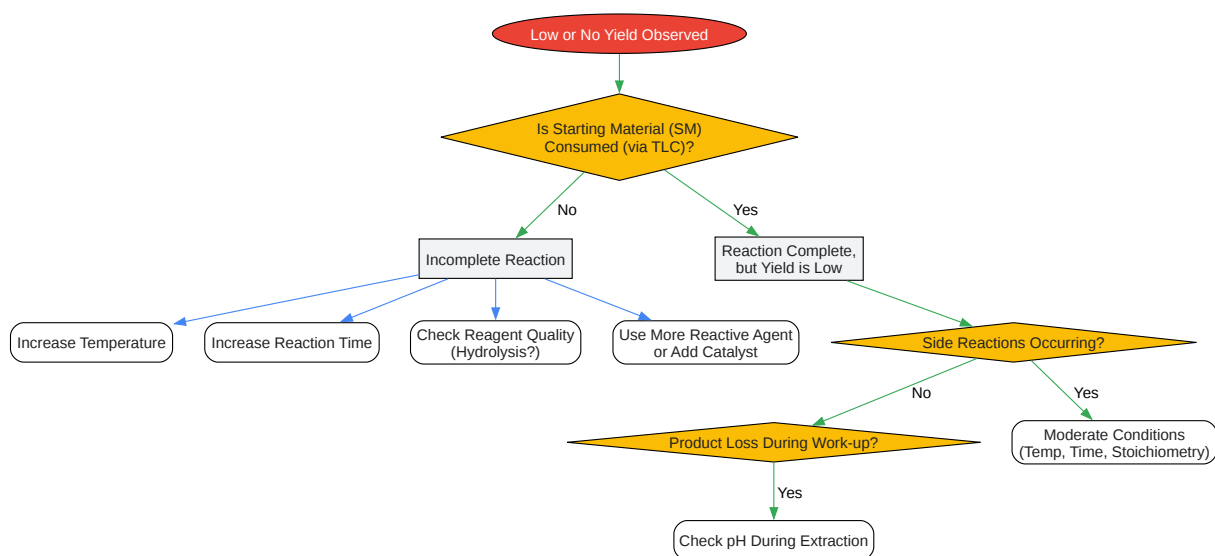 Low or No Yield Observed
Is Starting Material (SM)
Consumed (via TLC)?
No
Yes
Incomplete Reaction
Reaction Complete,
but Yield is Low
Increase Temperature
Increase Reaction Time
Check Reagent Quality
(Hydrolysis?)
Use More Reactive Agent
or Add Catalyst
Side Reactions Occurring?
No
Yes
Product Loss During Work-up?
Moderate Conditions
(Temp, Time, Stoichiometry)
Yes
Check pH During Extraction